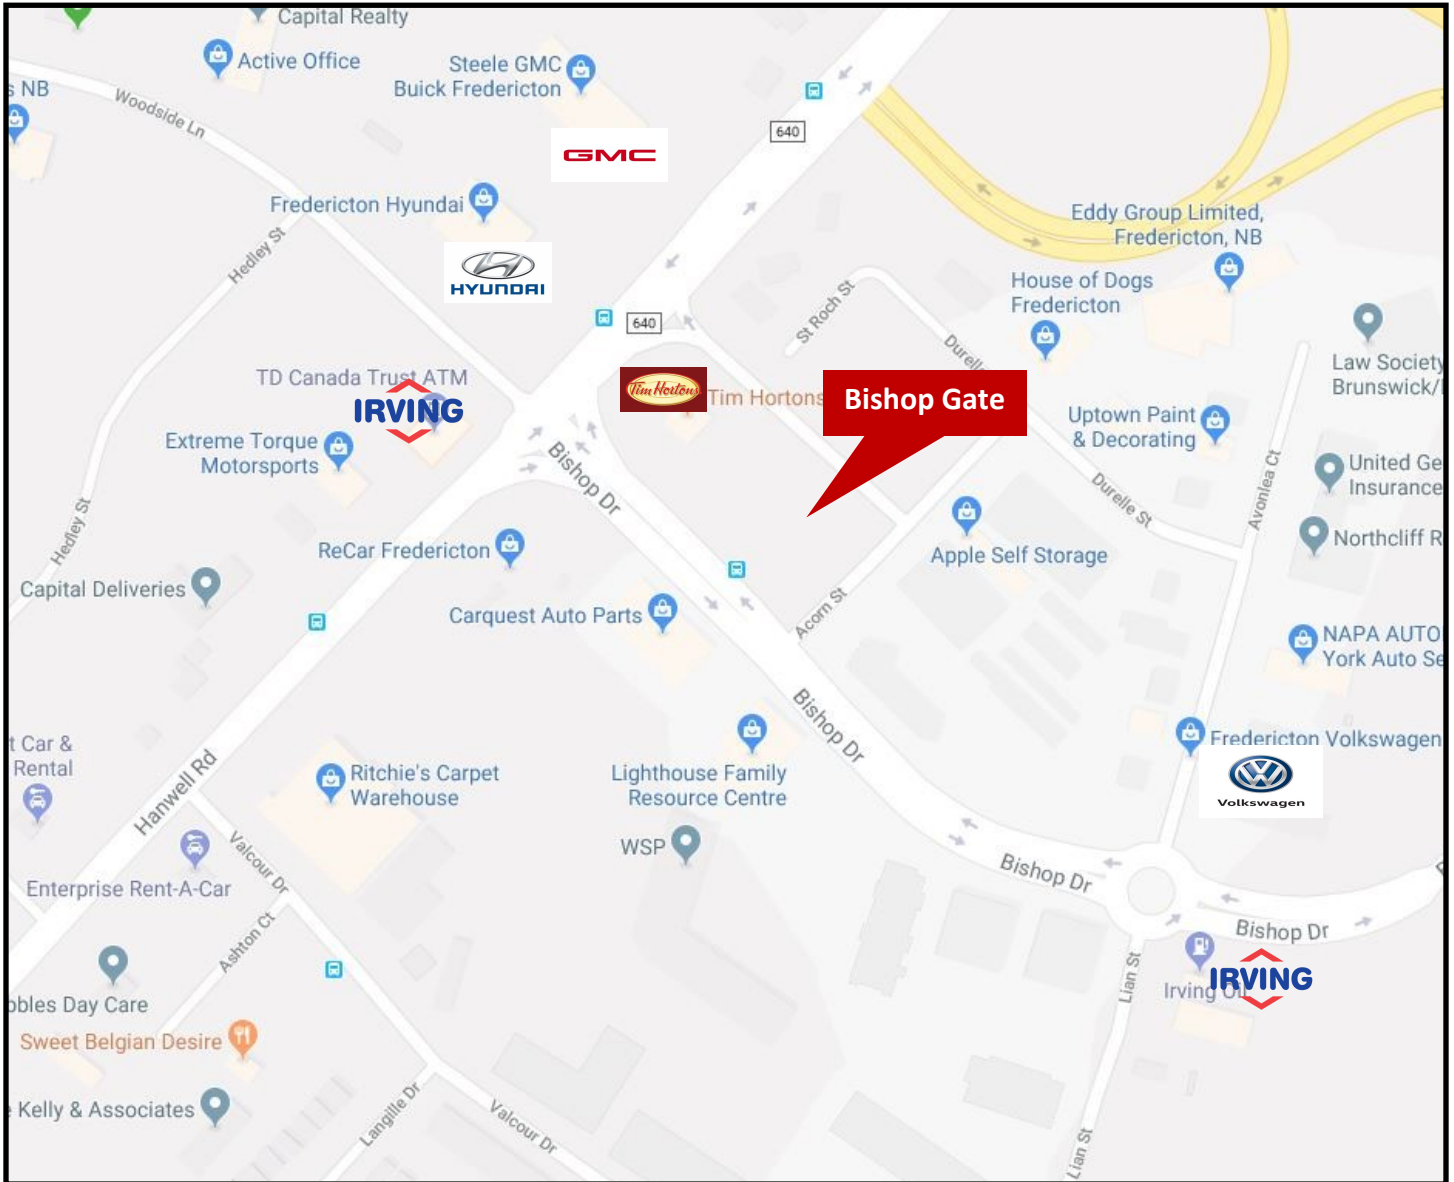 Capital Realty
Active Office
Steele GMC
Buick Fredericton
s NB
Woodside Ln
640
GMC
Fredericton Hyundai
Eddy Group Limited,
Fredericton, NB
Hedley St
HYUNDAI
House of Dogs
Fredericton
St Roch St
640
Durelle
Law Society
Brunswick/
TD Canada Trust ATM
IRVING
Tim Hortons
Tim Hortons
Bishop Gate
Uptown Paint
& Decorating
Extreme Torque
Motorsports
Bishop Dr
United Ge
Insurance
Avonlea Ct
Durelle St
Hedley St
ReCar Fredericton
Apple Self Storage
Northcliff R
Capital Deliveries
Carquest Auto Parts
Acorn St
NAPA AUTO
York Auto Se
Bishop Dr
t Car &
Rental
Hanwell Rd
Ritchie's Carpet
Warehouse
Lighthouse Family
Resource Centre
Fredericton Volkswagen
Volkswagen
WSP
Valcour Dr
Bishop Dr
Enterprise Rent-A-Car
Ashton Ct
Bishop Dr
Lian St
IRVING
Irving Oil
bbles Day Care
Sweet Belgian Desire
Kelly & Associates
Langille Dr
Valcour Dr
Lian St